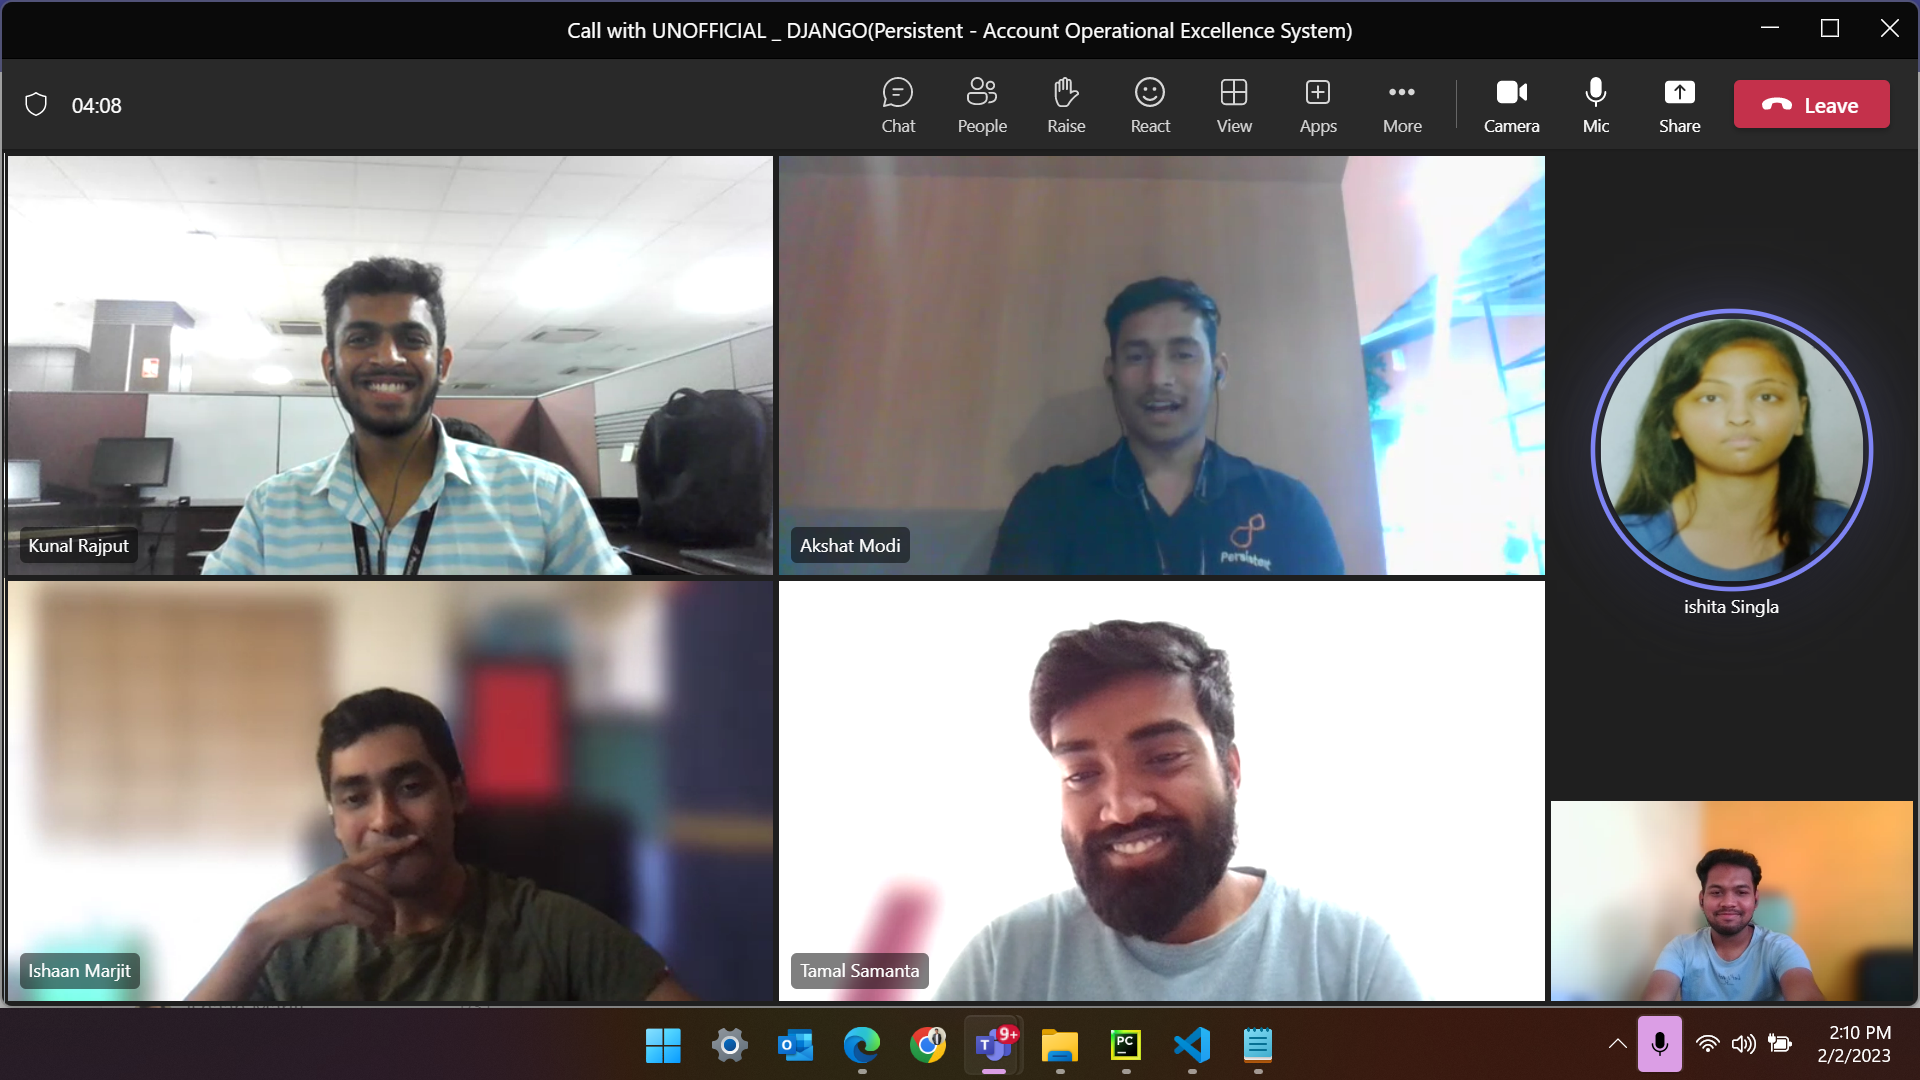 Call with UNOFFICIAL _ DJANGO(Persistent - Account Operational Excellence System)
04:08
Chat
People
Raise
React
View
Apps
More
Camera
Mic
Share
Leave
Kunal Rajput
Akshat Modi
Persistent
ishita Singla
Ishaan Marjit
Tamal Samanta
O
T
9+
PC
2:10 PM
2/2/2023